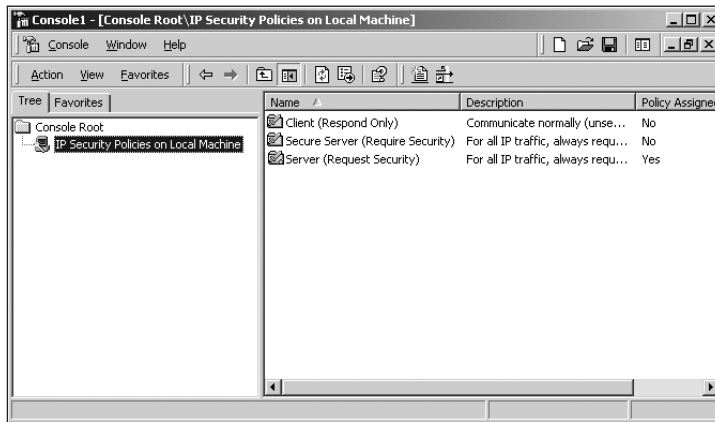 Console1 - [Console Root\IP Security Policies on Local Machine]
Console Window Help
Action View Favorites
Tree Favorites
Name Description Policy Assigned
Console Root
IP Security Policies on Local Machine
Client (Respond Only) Communicate normally (unse... No
Secure Server (Require Security) For all IP traffic, always requ... No
Server (Request Security) For all IP traffic, always requ... Yes